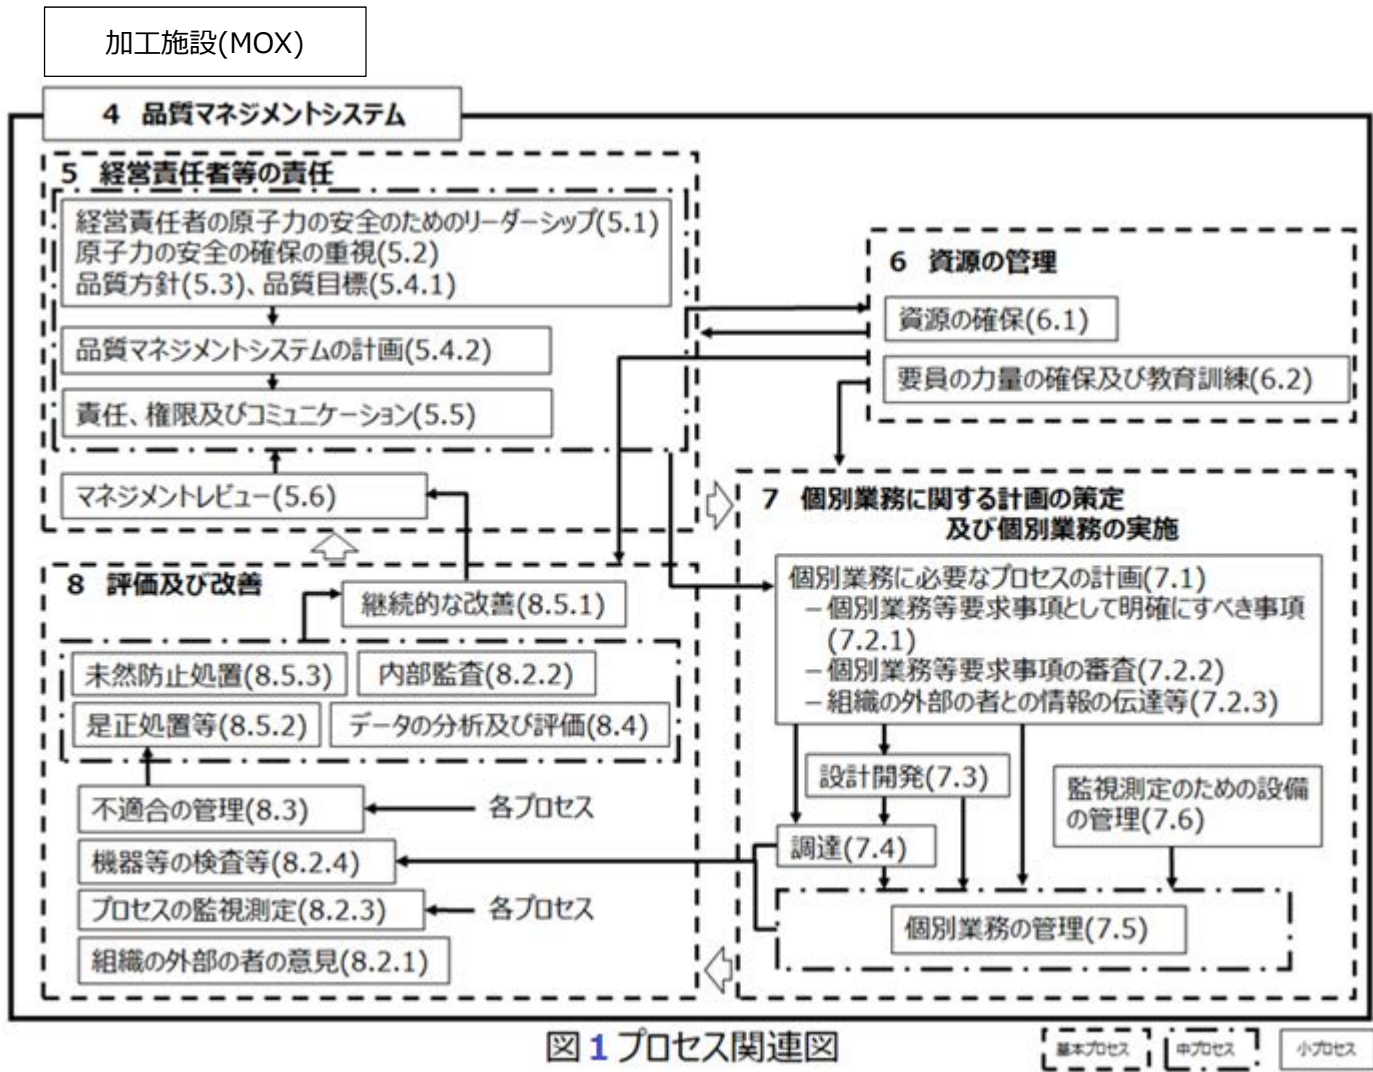 加工施設(MOX)
4 品質マネジメントシステム
5 経営責任者等の責任
経営責任者の原子力の安全のためのリーダーシップ(5.1)
原子力の安全の確保の重視(5.2)
品質方針(5.3)、品質目標(5.4.1)
品質マネジメントシステムの計画(5.4.2)
責任、権限及びコミュニケーション(5.5)
マネジメントレビュー(5.6)
6 資源の管理
資源の確保(6.1)
要員の力量の確保及び教育訓練(6.2)
7 個別業務に関する計画の策定
及び個別業務の実施
個別業務に必要なプロセスの計画(7.1)
－個別業務等要求事項として明確にすべき事項
(7.2.1)
－個別業務等要求事項の審査(7.2.2)
－組織の外部の者との情報の伝達等(7.2.3)
設計開発(7.3)
監視測定のための設備
の管理(7.6)
調達(7.4)
個別業務の管理(7.5)
8 評価及び改善
継続的な改善(8.5.1)
未然防止処置(8.5.3)
内部監査(8.2.2)
是正処置等(8.5.2)
データの分析及び評価(8.4)
不適合の管理(8.3)
各プロセス
機器等の検査等(8.2.4)
プロセスの監視測定(8.2.3)
各プロセス
組織の外部の者の意見(8.2.1)
図1プロセス関連図
基本プロセス
中プロセス
小プロセス